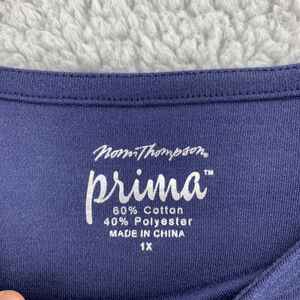 NormThompson®
prima™
60% Cotton
40% Polyester
MADE IN CHINA
1X